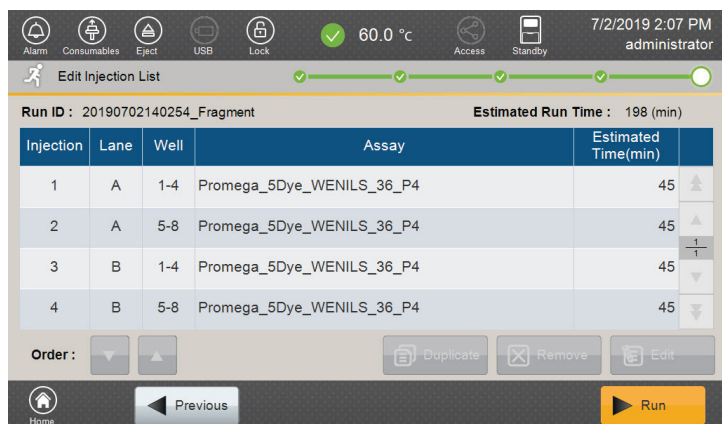 7/2/2019 2:07 PM
60.0 °c
administrator
Alarm Consumables Eject USB Lock Access Standby
Edit Injection List
Run ID : 20190702140254_Fragment Estimated Run Time : 198 (min)
Injection Lane Well Assay Estimated Time(min)
1 A 1-4 Promega_5Dye_WENILS_36_P4 45
2 A 5-8 Promega_5Dye_WENILS_36_P4 45
1
1
3 B 1-4 Promega_5Dye_WENILS_36_P4 45
4 B 5-8 Promega_5Dye_WENILS_36_P4 45
Order : Duplicate Remove Edit
Previous Run
Home